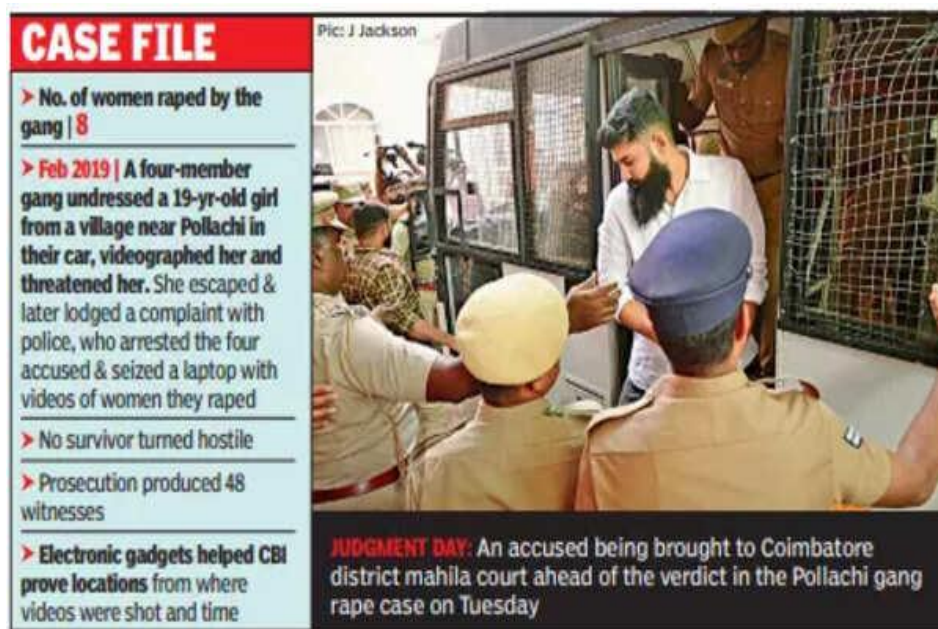 CASE FILE
➤ No. of women raped by the
gang | 8
➤ Feb 2019 | A four-member
gang undressed a 19-yr-old girl
from a village near Pollachi in
their car, videographed her and
threatened her. She escaped &
later lodged a complaint with
police, who arrested the four
accused & seized a laptop with
videos of women they raped
➤ No survivor turned hostile
➤ Prosecution produced 48
witnesses
➤ Electronic gadgets helped CBI
prove locations from where
videos were shot and time
Pic: J Jackson
JUDGMENT DAY: An accused being brought to Coimbatore
district mahila court ahead of the verdict in the Pollachi gang
rape case on Tuesday